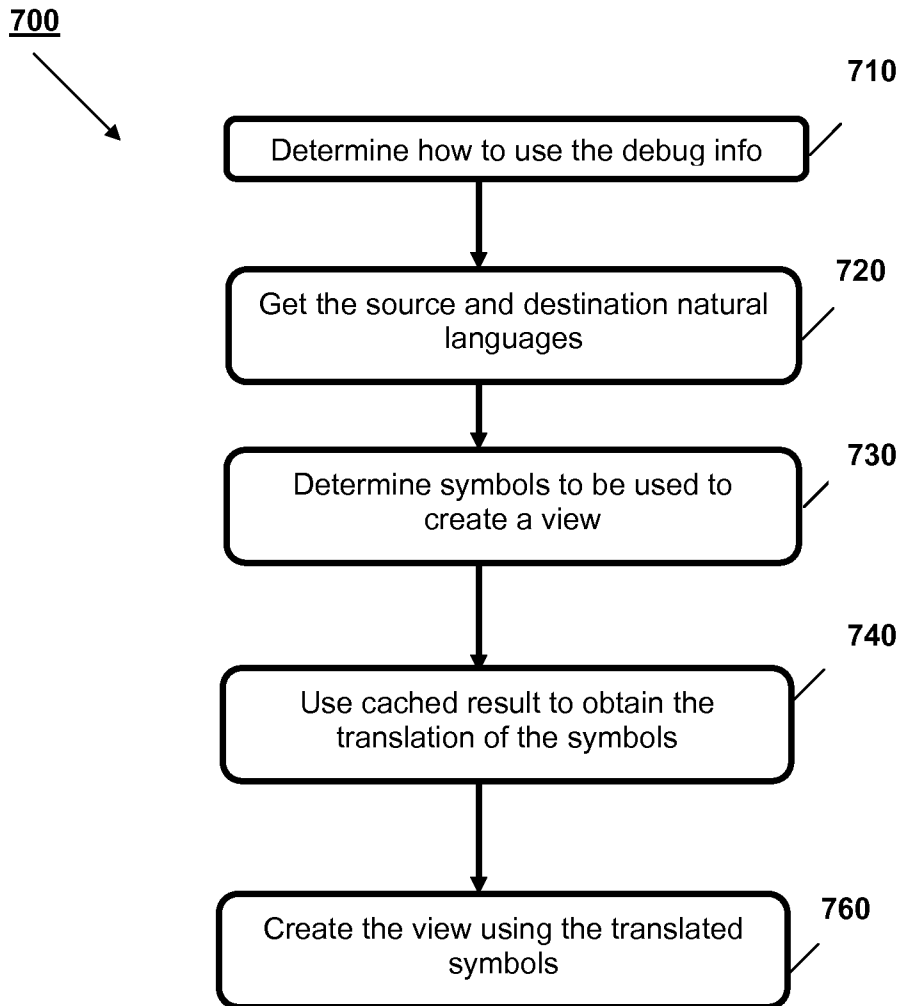 700
710
Determine how to use the debug info
720
Get the source and destination natural
languages
730
Determine symbols to be used to
create a view
740
Use cached result to obtain the
translation of the symbols
760
Create the view using the translated
symbols